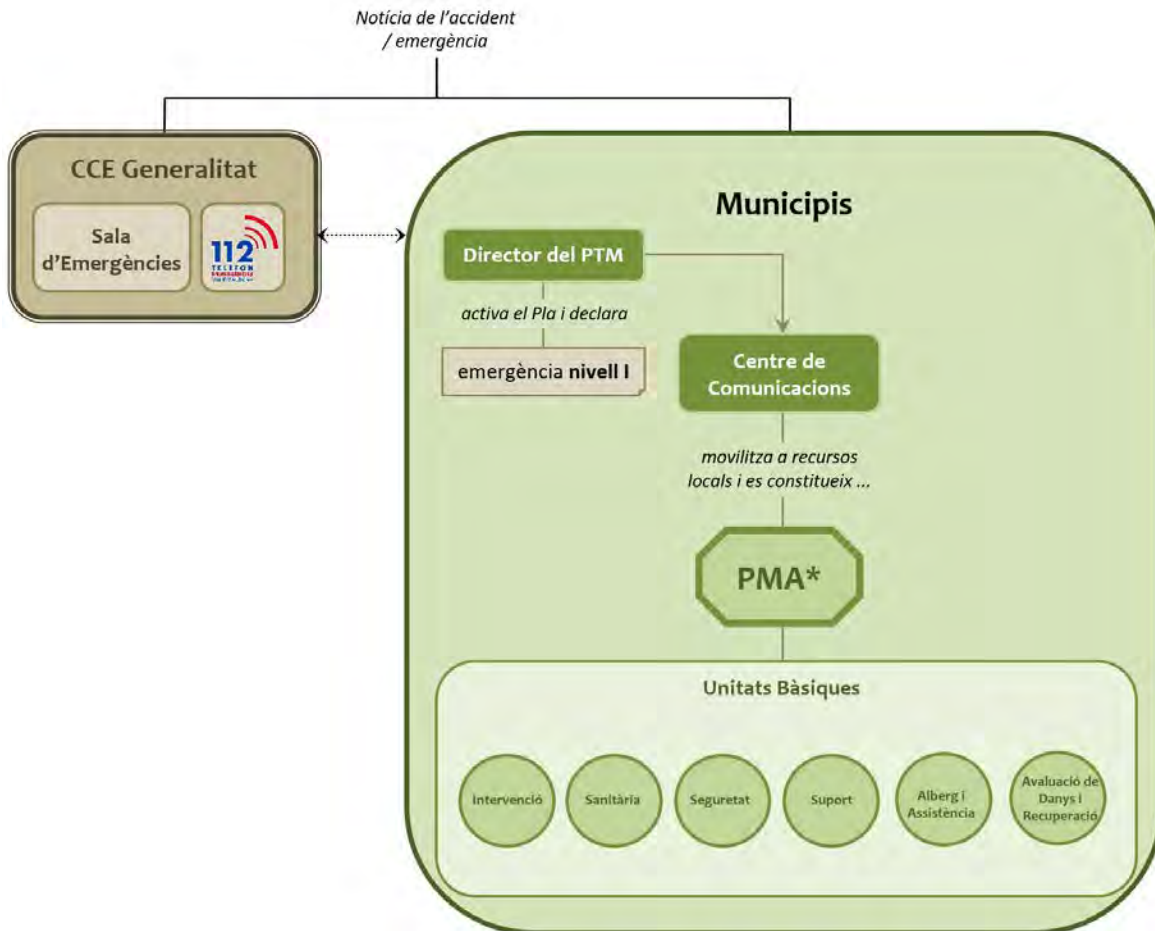 Notícia de l’accident
/ emergència
CCE Generalitat
Sala
d’Emergències
112
Municipis
Director del PTM
activa el Pla i declara
emergència nivell I
Centre de
Comunicacions
movilitza a recursos
locals i es constitueix ...
PMA*
Unitats Bàsiques
Intervenció
Sanitària
Seguretat
Suport
Alberg i
Assistència
Avaluació de
Danys i
Recuperació